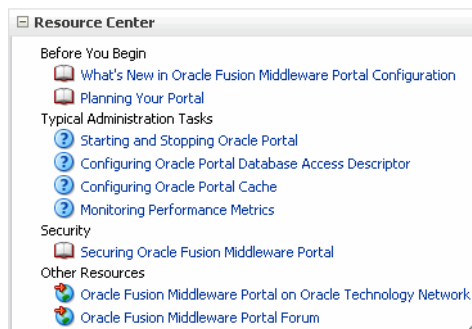 Resource Center
Before You Begin
What's New in Oracle Fusion Middleware Portal Configuration
Planning Your Portal
Typical Administration Tasks
Starting and Stopping Oracle Portal
Configuring Oracle Portal Database Access Descriptor
Configuring Oracle Portal Cache
Monitoring Performance Metrics
Security
Securing Oracle Fusion Middleware Portal
Other Resources
Oracle Fusion Middleware Portal on Oracle Technology Network
Oracle Fusion Middleware Portal Forum